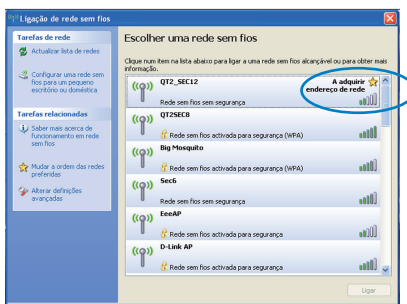 Ligação de rede sem fios
Tarefas de rede
Actualizar lista de redes
Configurar uma rede sem
fios para um pequeno
escritório ou doméstica
Tarefas relacionadas
Saber mais acerca de
funcionamento em rede
sem fios
Mudar a ordem das redes
preferidas
Alterar definições
avançadas
Escolher uma rede sem fios
Clique num item na lista abaixo para ligar a uma rede sem fios alcançável ou para obter mais
informação.
QT2_SEC12
A adquirir
endereço de rede
Rede sem fios sem segurança
QT2SEC8
Rede sem fios activada para segurança (WPA)
Big Mosquito
Rede sem fios activada para segurança (WPA)
Sec6
Rede sem fios sem segurança
EeeAP
Rede sem fios activada para segurança
D-Link AP
Rede sem fios activada para segurança
Ligar